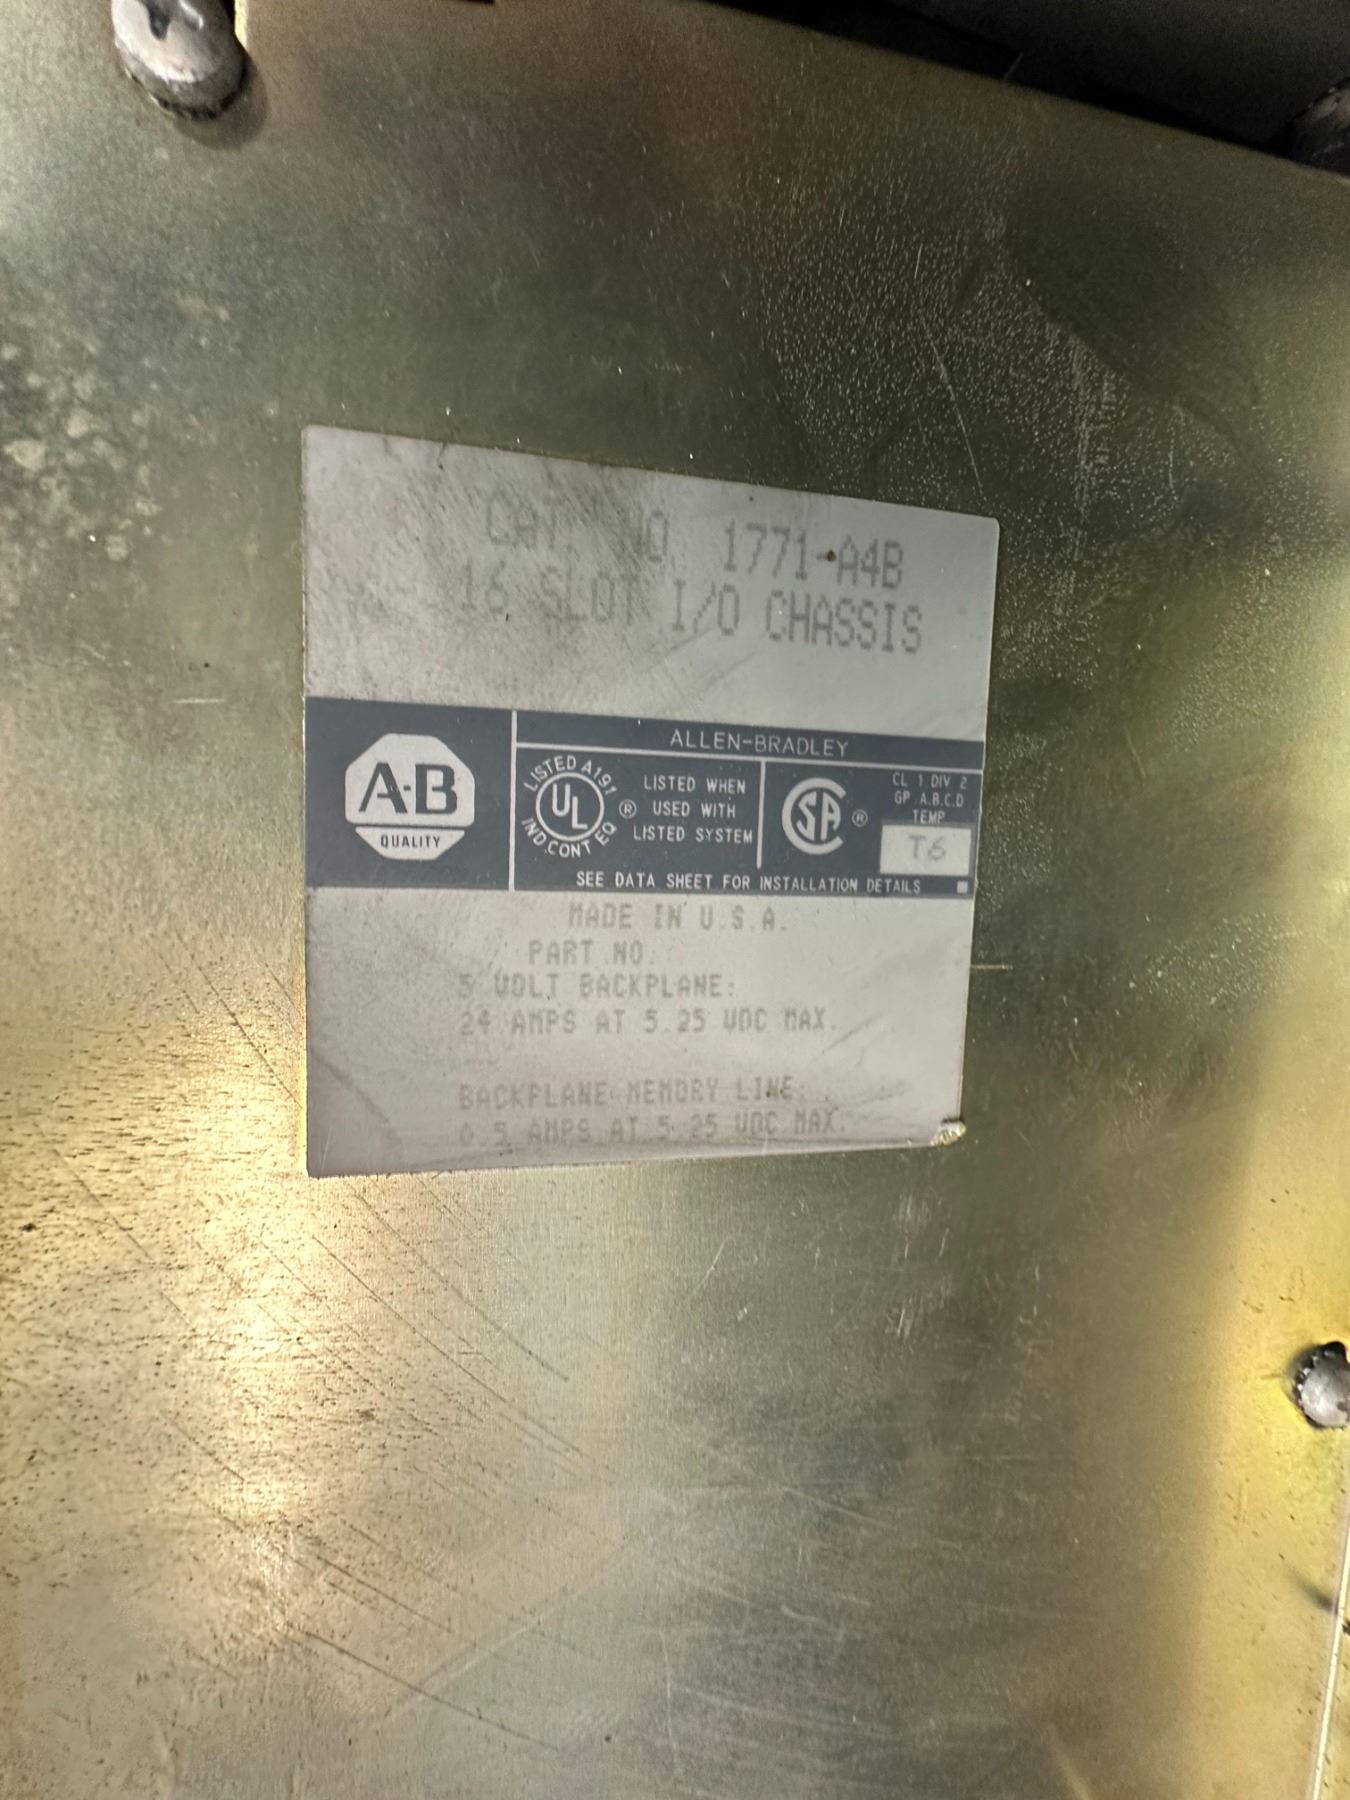 CAT. NO. 1771-A4B
16 SLOT I/O CHASSIS
ALLEN-BRADLEY
A-B
QUALITY
LISTED A191
UL
IND.CONT EQ
®
LISTED WHEN
USED WITH
LISTED SYSTEM
SA ®
CL 1 DIV 2
GP A.B.C.D
TEMP
T6
SEE DATA SHEET FOR INSTALLATION DETAILS
MADE IN U.S.A.
PART NO.
5 VOLT BACKPLANE:
24 AMPS AT 5.25 VDC MAX.
BACKPLANE MEMORY LINE:
6.5 AMPS AT 5.25 VDC MAX.